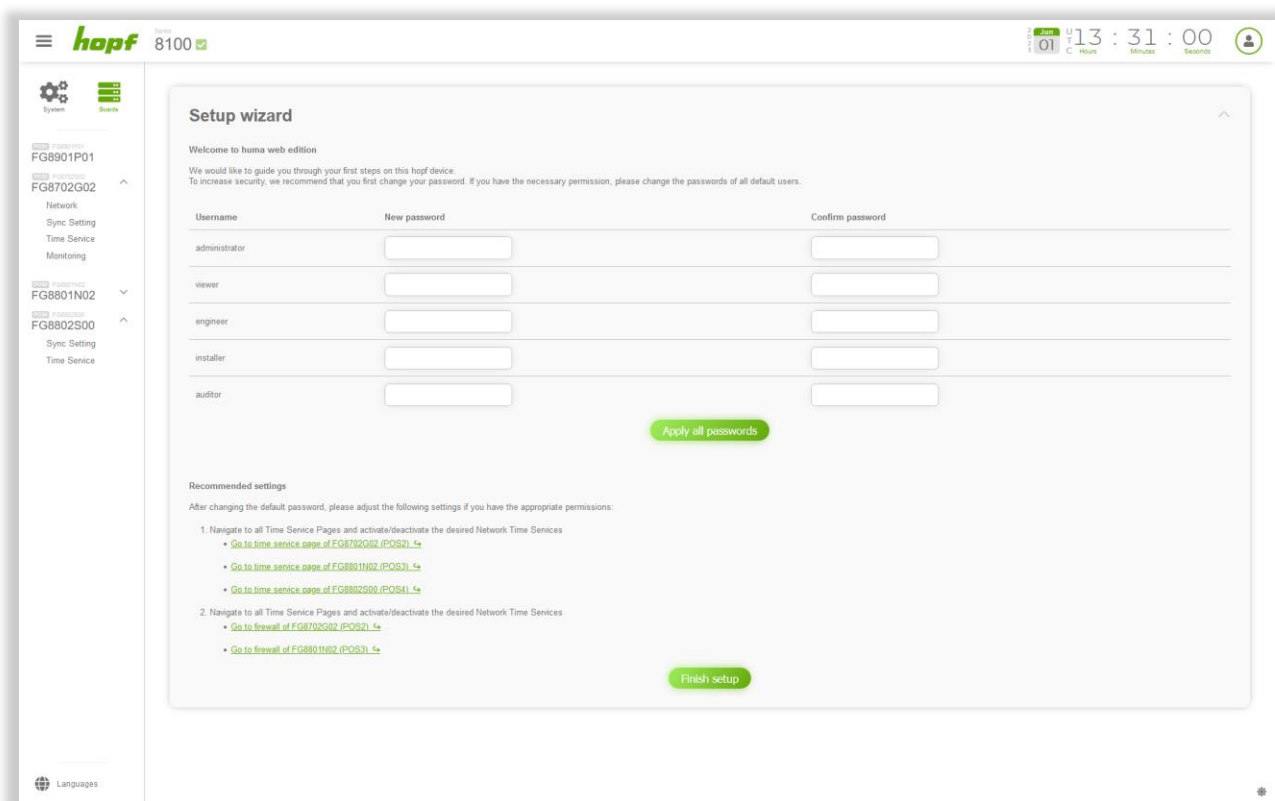 hopf
8100
Jun
01
UTC
13 : 31 : 00
Hours Minutes Seconds
System Boards
FG8901P01
FG8702G02
Network
Sync Setting
Time Service
Monitoring
FG8801N02
FG8802S00
Sync Setting
Time Service
Languages
Setup wizard
Welcome to huma web edition
We would like to guide you through your first steps on this hopf device.
To increase security, we recommend that you first change your password. If you have the necessary permission, please change the passwords of all default users.
Username New password Confirm password
administrator
viewer
engineer
installer
auditor
Apply all passwords
Recommended settings
After changing the default password, please adjust the following settings if you have the appropriate permissions:
1. Navigate to all Time Service Pages and activate/deactivate the desired Network Time Services
• Go to time service page of FG8702G02 (POS2)
• Go to time service page of FG8801N02 (POS3)
• Go to time service page of FG8802S00 (POS4)
2. Navigate to all Time Service Pages and activate/deactivate the desired Network Time Services
• Go to firewall of FG8702G02 (POS2)
• Go to firewall of FG8801N02 (POS3)
Finish setup